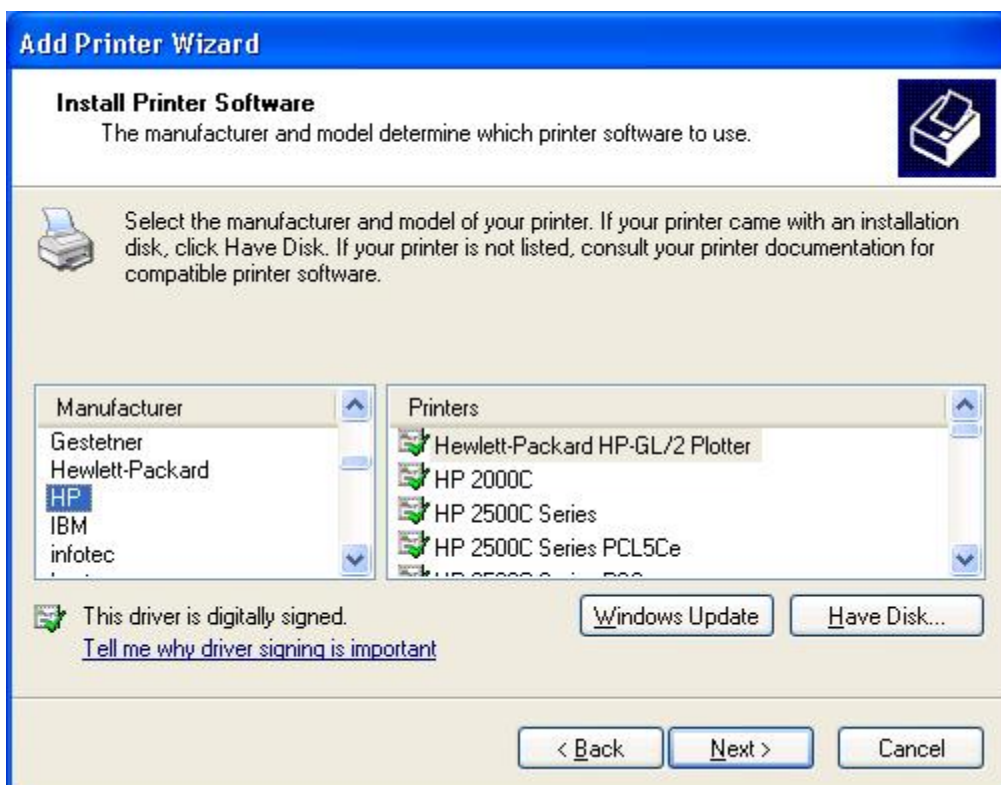 Add Printer Wizard
Install Printer Software
The manufacturer and model determine which printer software to use.
Select the manufacturer and model of your printer. If your printer came with an installation
disk, click Have Disk. If your printer is not listed, consult your printer documentation for
compatible printer software.
Manufacturer
Gestetner
Hewlett-Packard
HP
IBM
infotec
Printers
Hewlett-Packard HP-GL/2 Plotter
HP 2000C
HP 2500C Series
HP 2500C Series PCL5Ce
This driver is digitally signed.
Tell me why driver signing is important
Windows Update
Have Disk...
< Back
Next >
Cancel